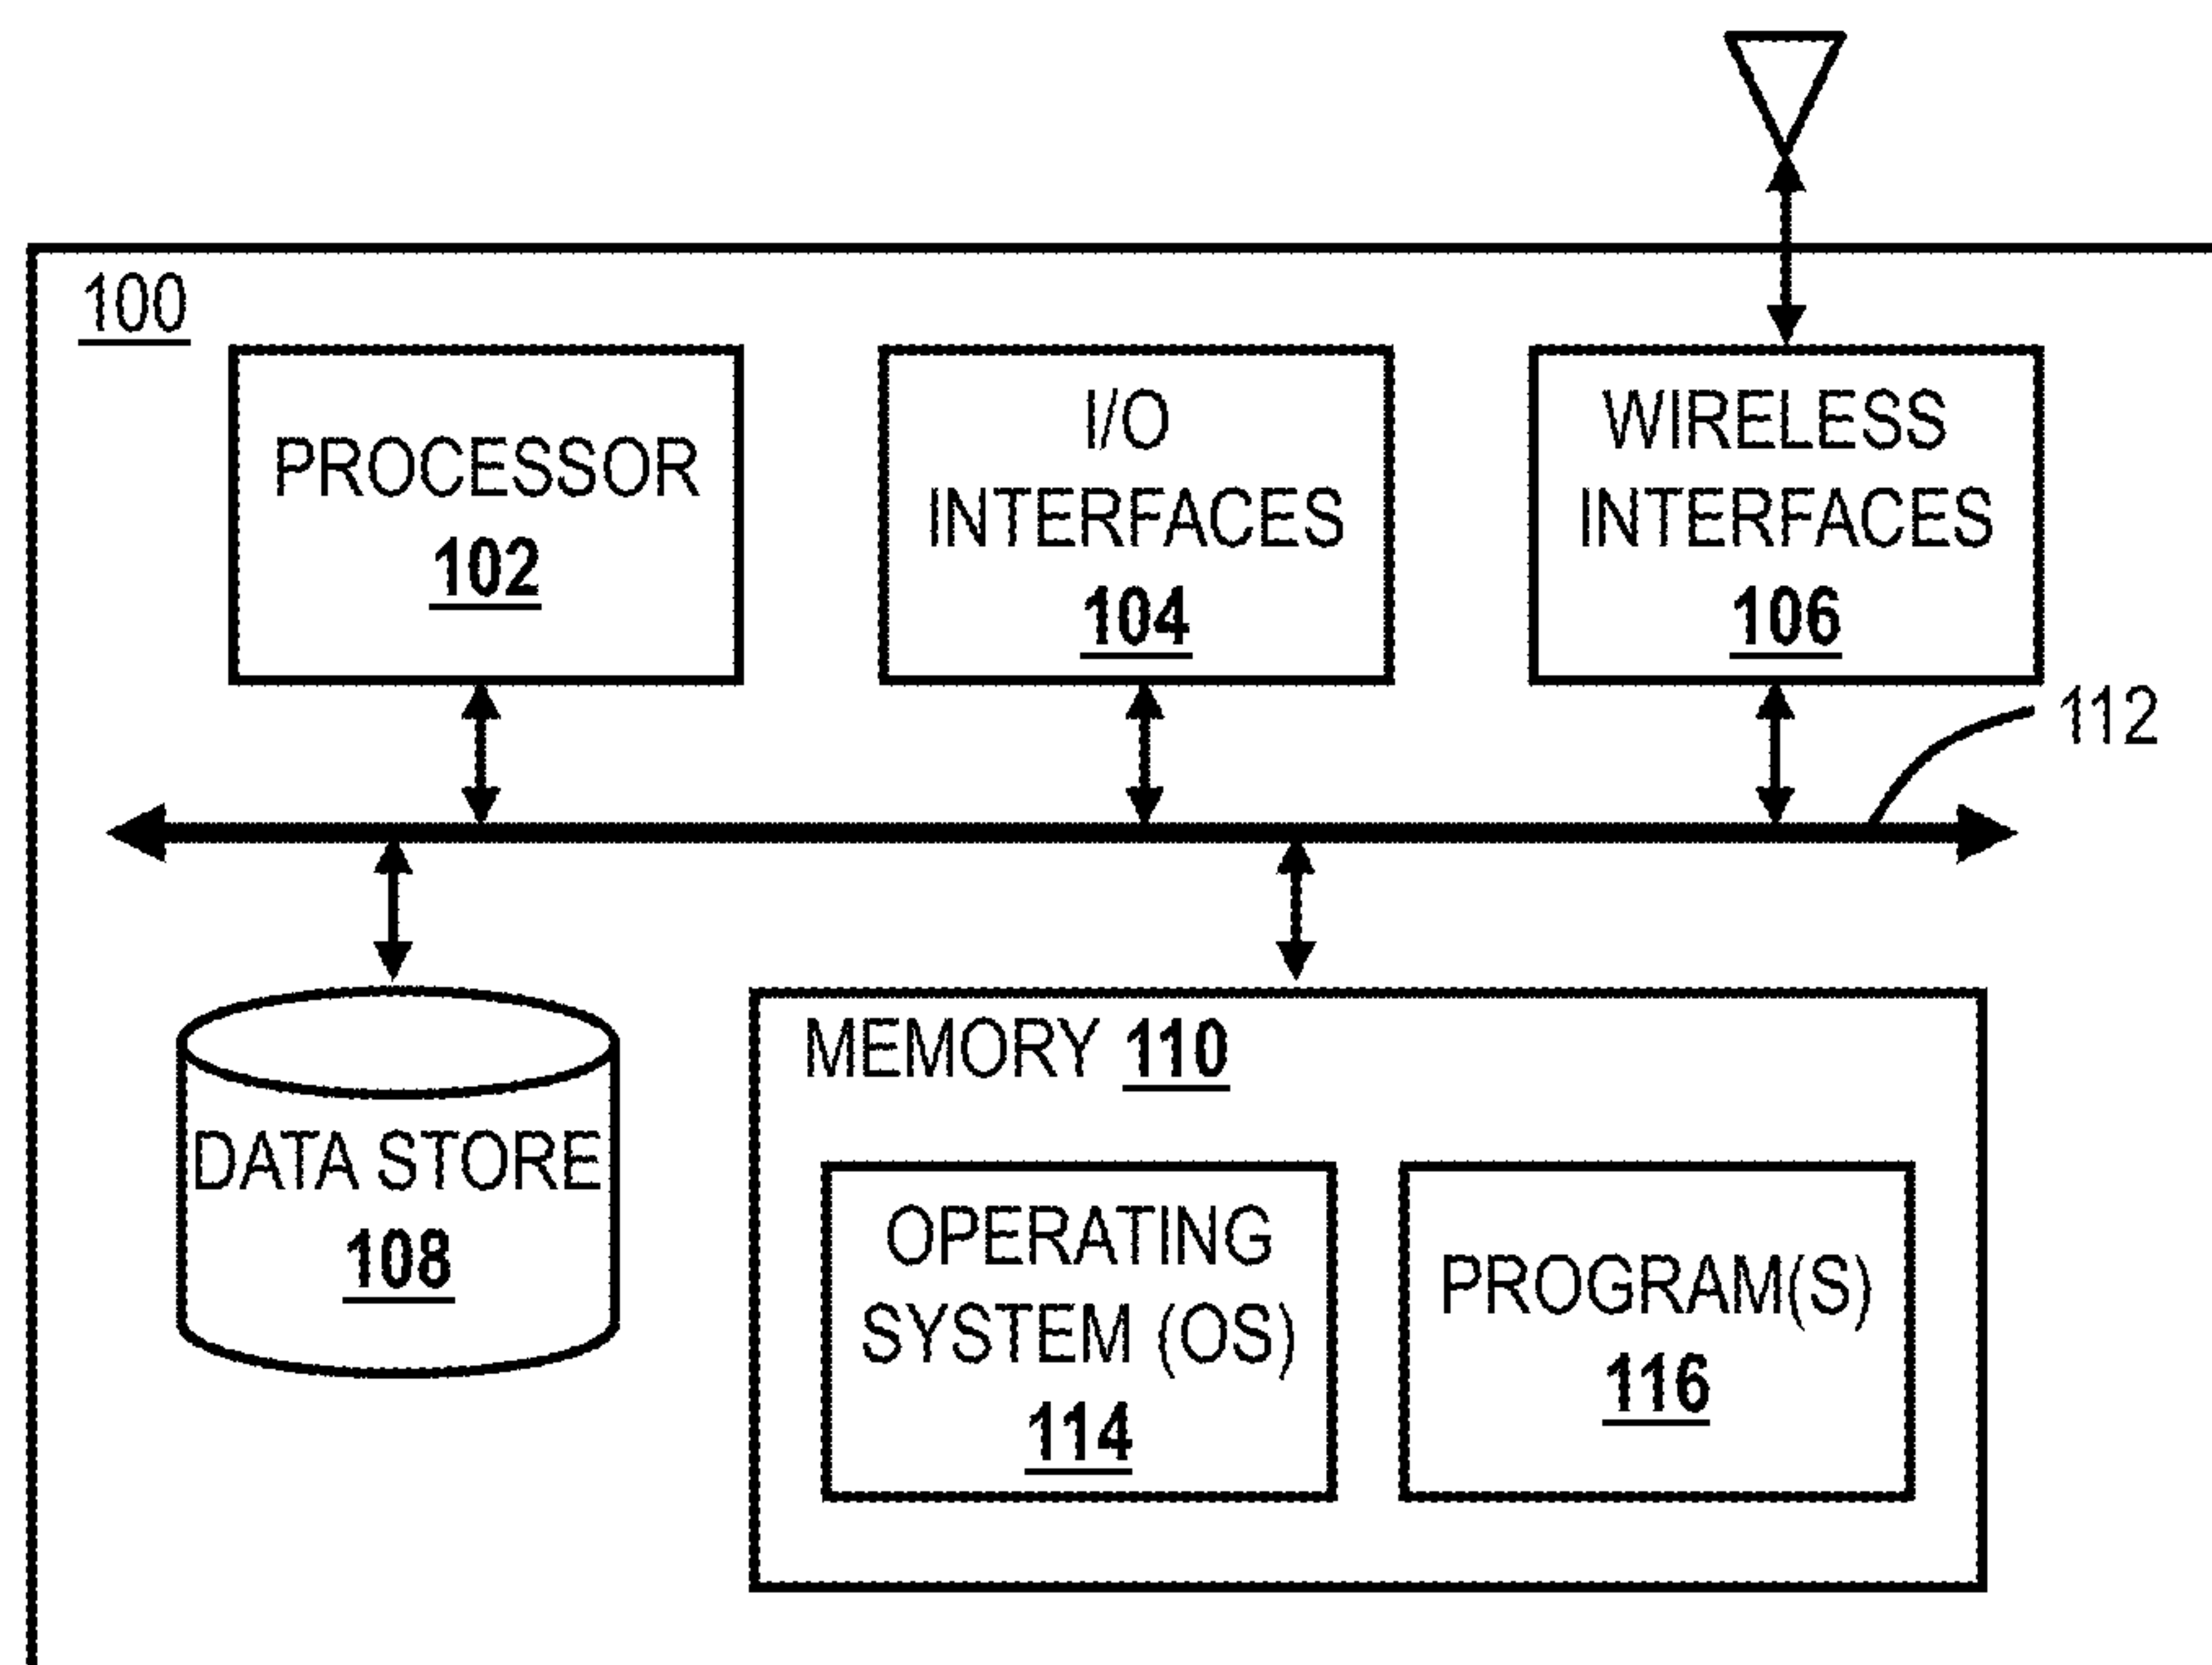 100
PROCESSOR
102
I/O
INTERFACES
104
WIRELESS
INTERFACES
106
112
DATA STORE
108
MEMORY 110
OPERATING
SYSTEM (OS)
114
PROGRAM(S)
116